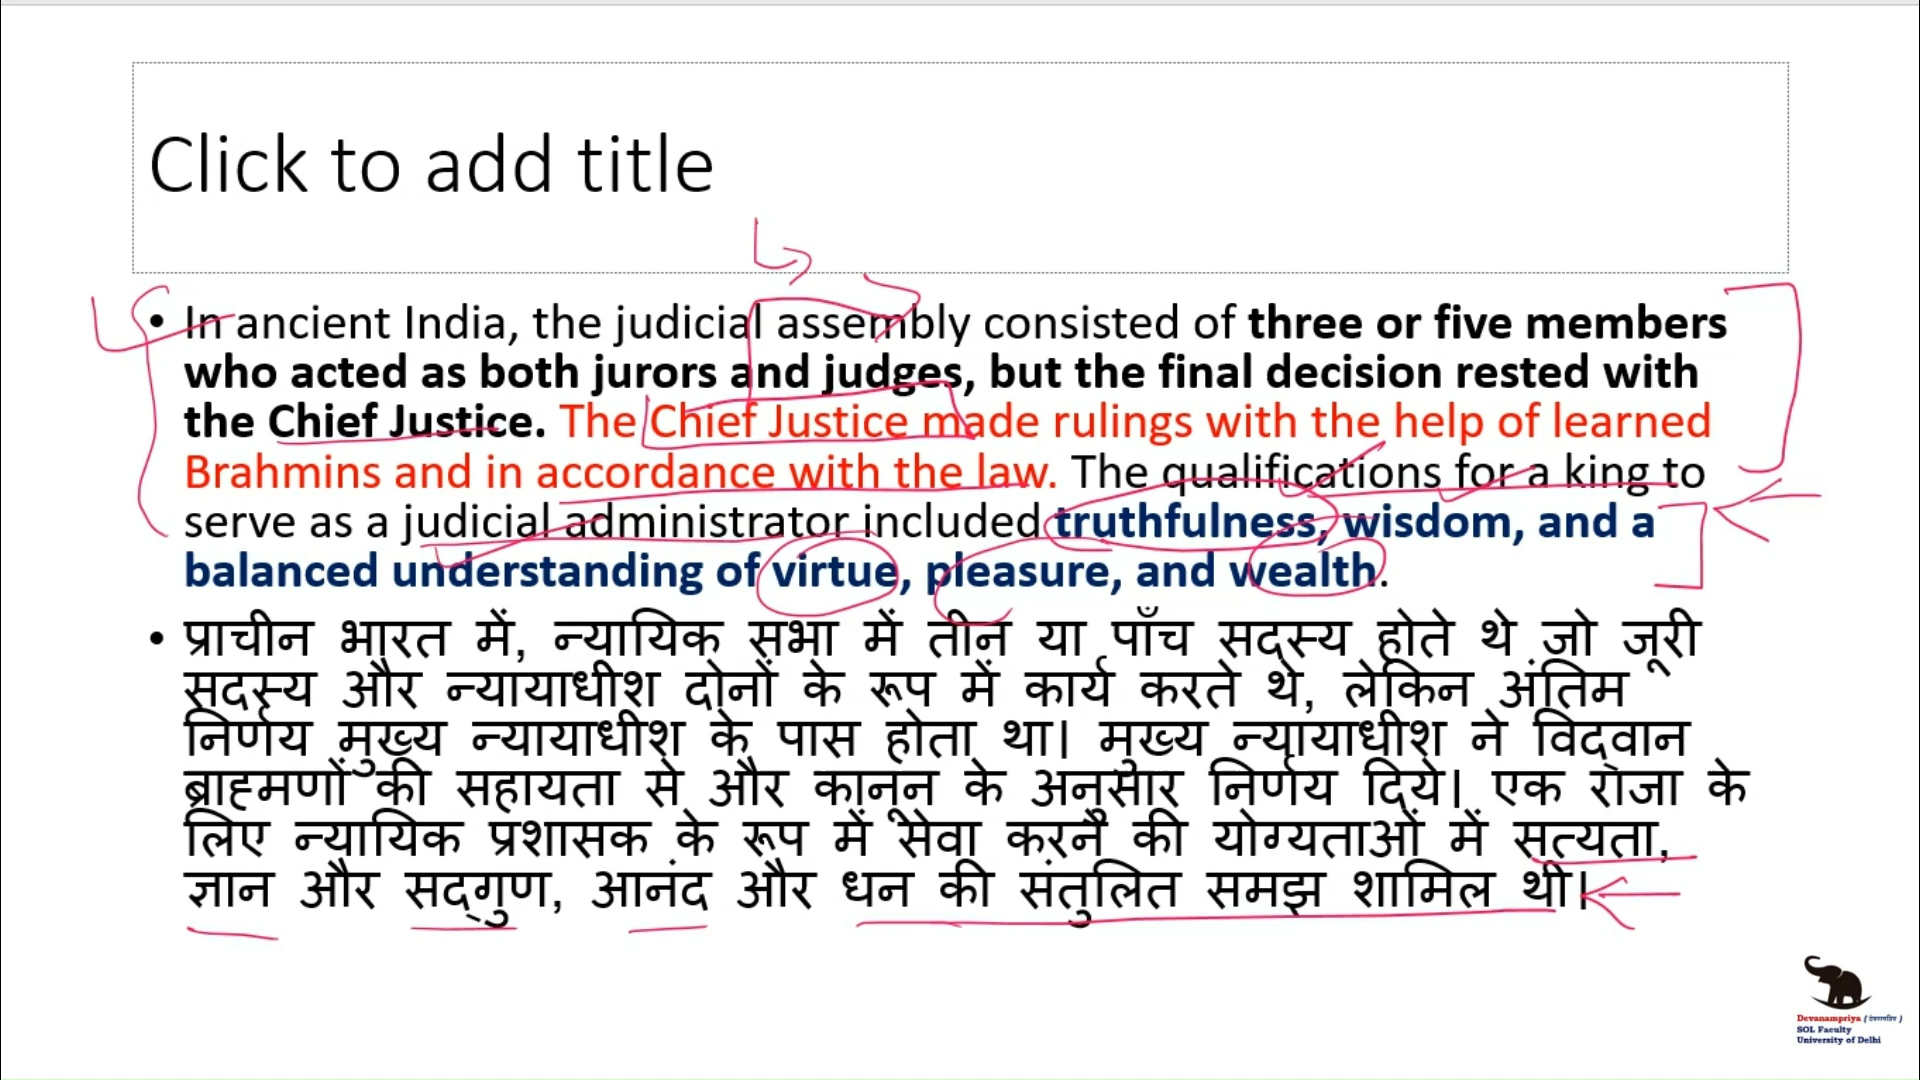 Click to add title
• In ancient India, the judicial assembly consisted of three or five members
who acted as both jurors and judges, but the final decision rested with
the Chief Justice. The Chief Justice made rulings with the help of learned
Brahmins and in accordance with the law. The qualifications for a king to
serve as a judicial administrator included truthfulness, wisdom, and a
balanced understanding of virtue, pleasure, and wealth.
• प्राचीन भारत में, न्यायिक सभा में तीन या पाँच सदस्य होते थे जो जूरी
सदस्य और न्यायाधीश दोनों के रूप में कार्य करते थे, लेकिन अंतिम
निर्णय मुख्य न्यायाधीश के पास होता था। मुख्य न्यायाधीश ने विद्वान
ब्राह्मणों की सहायता से और कानून के अनुसार निर्णय दिये। एक राजा के
लिए न्यायिक प्रशासक के रूप में सेवा करने की योग्यताओं में सत्यता,
ज्ञान और सद्गुण, आनंद और धन की संतुलित समझ शामिल थी।
Devanampriya ( देवानामप्रिय )
SOL Faculty
University of Delhi